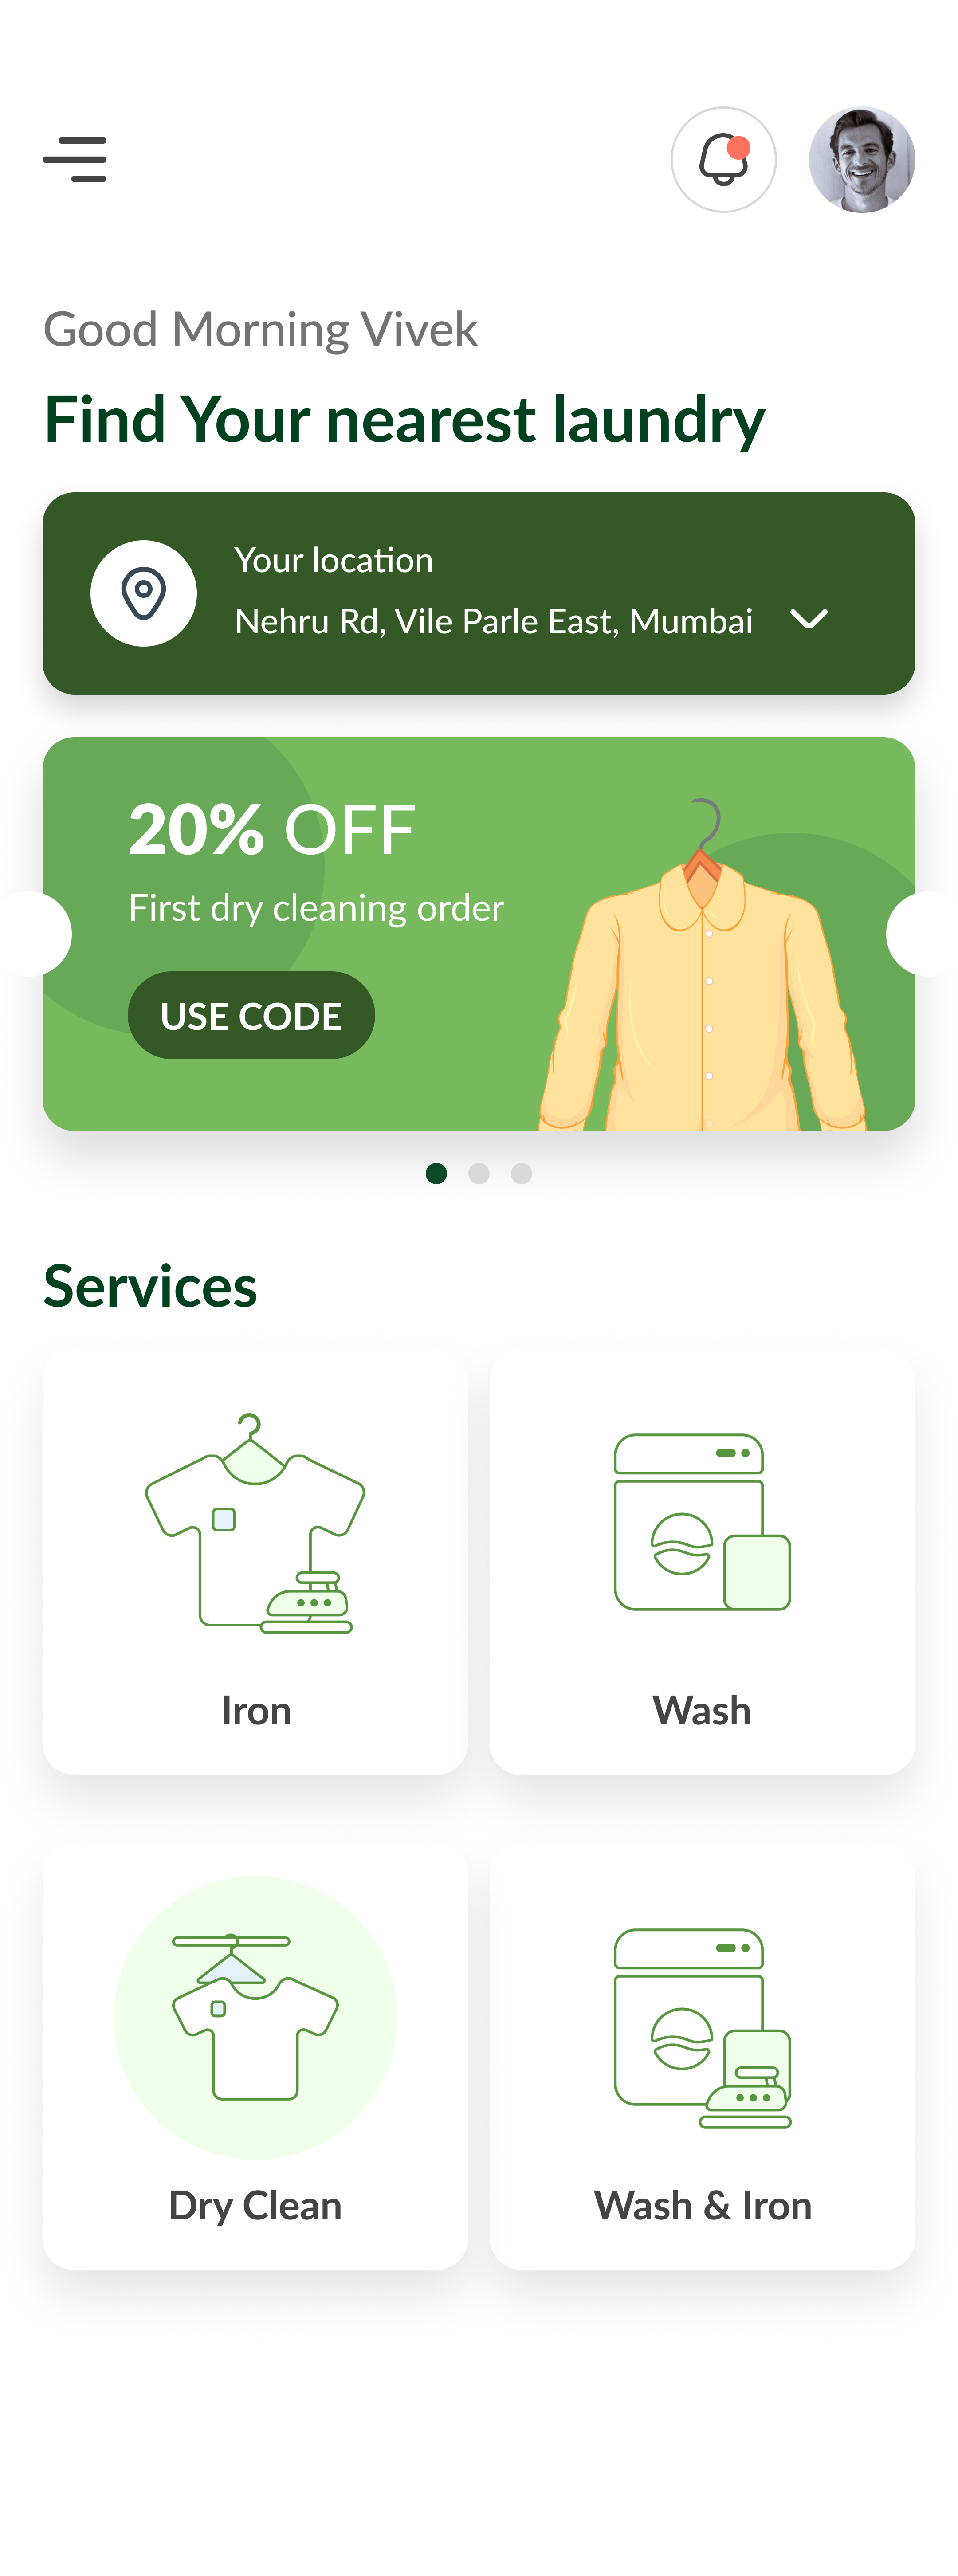 Good Morning Vivek
Find Your nearest laundry
Your location
Nehru Rd, Vile Parle East, Mumbai
20% OFF
First dry cleaning order
USE CODE
Services
Iron
Wash
Dry Clean
Wash & Iron